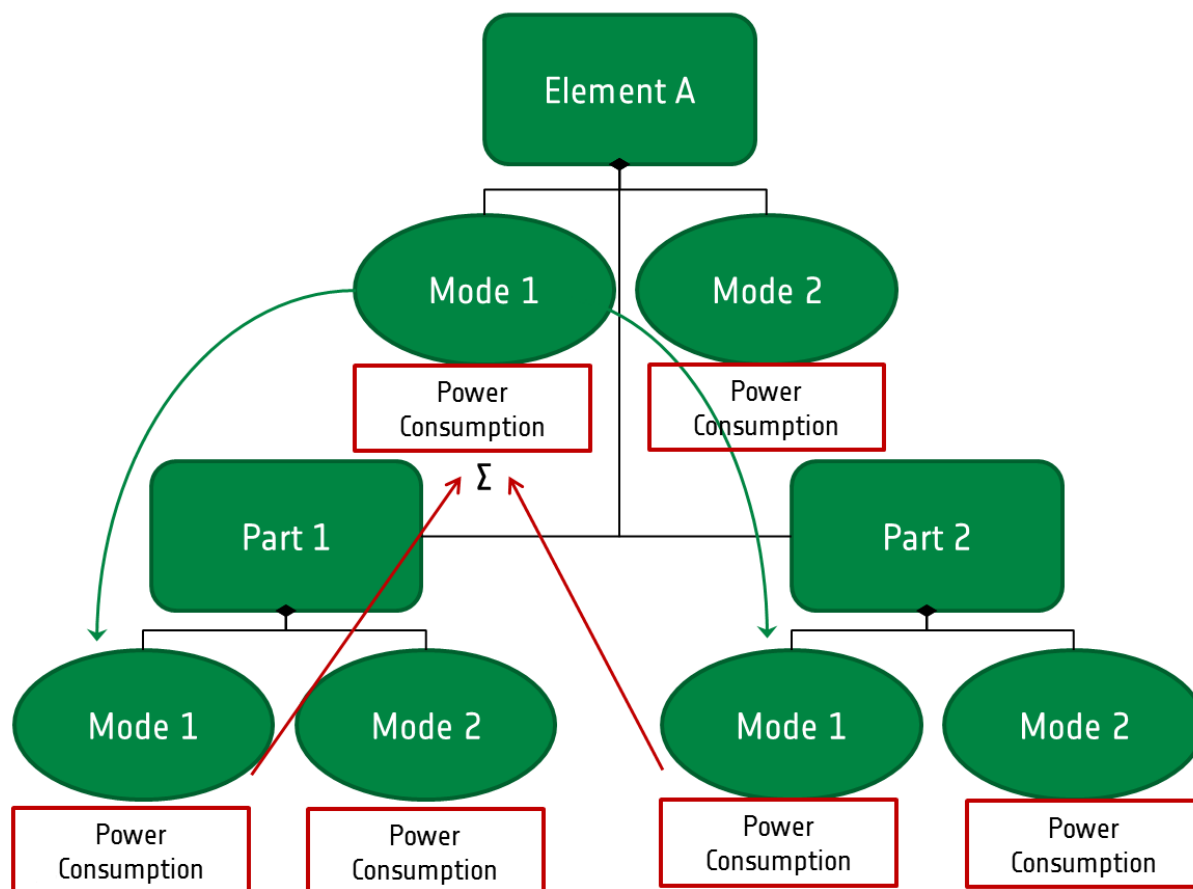 Element A
Mode 1
Mode 2
Power
Consumption
Power
Consumption
Σ
Part 1
Part 2
Mode 1
Mode 2
Mode 1
Mode 2
Power
Consumption
Power
Consumption
Power
Consumption
Power
Consumption